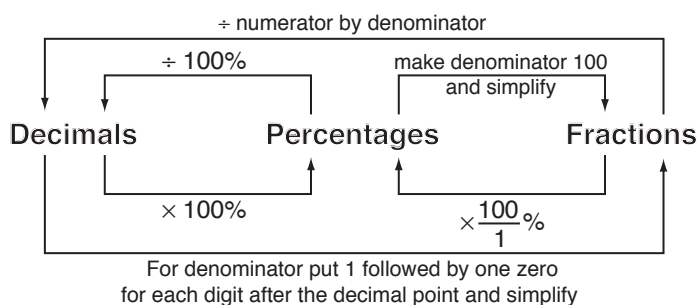 ÷ numerator by denominator
÷ 100%
make denominator 100
and simplify
Decimals Percentages Fractions
× 100%
× 100/1 %
For denominator put 1 followed by one zero
for each digit after the decimal point and simplify